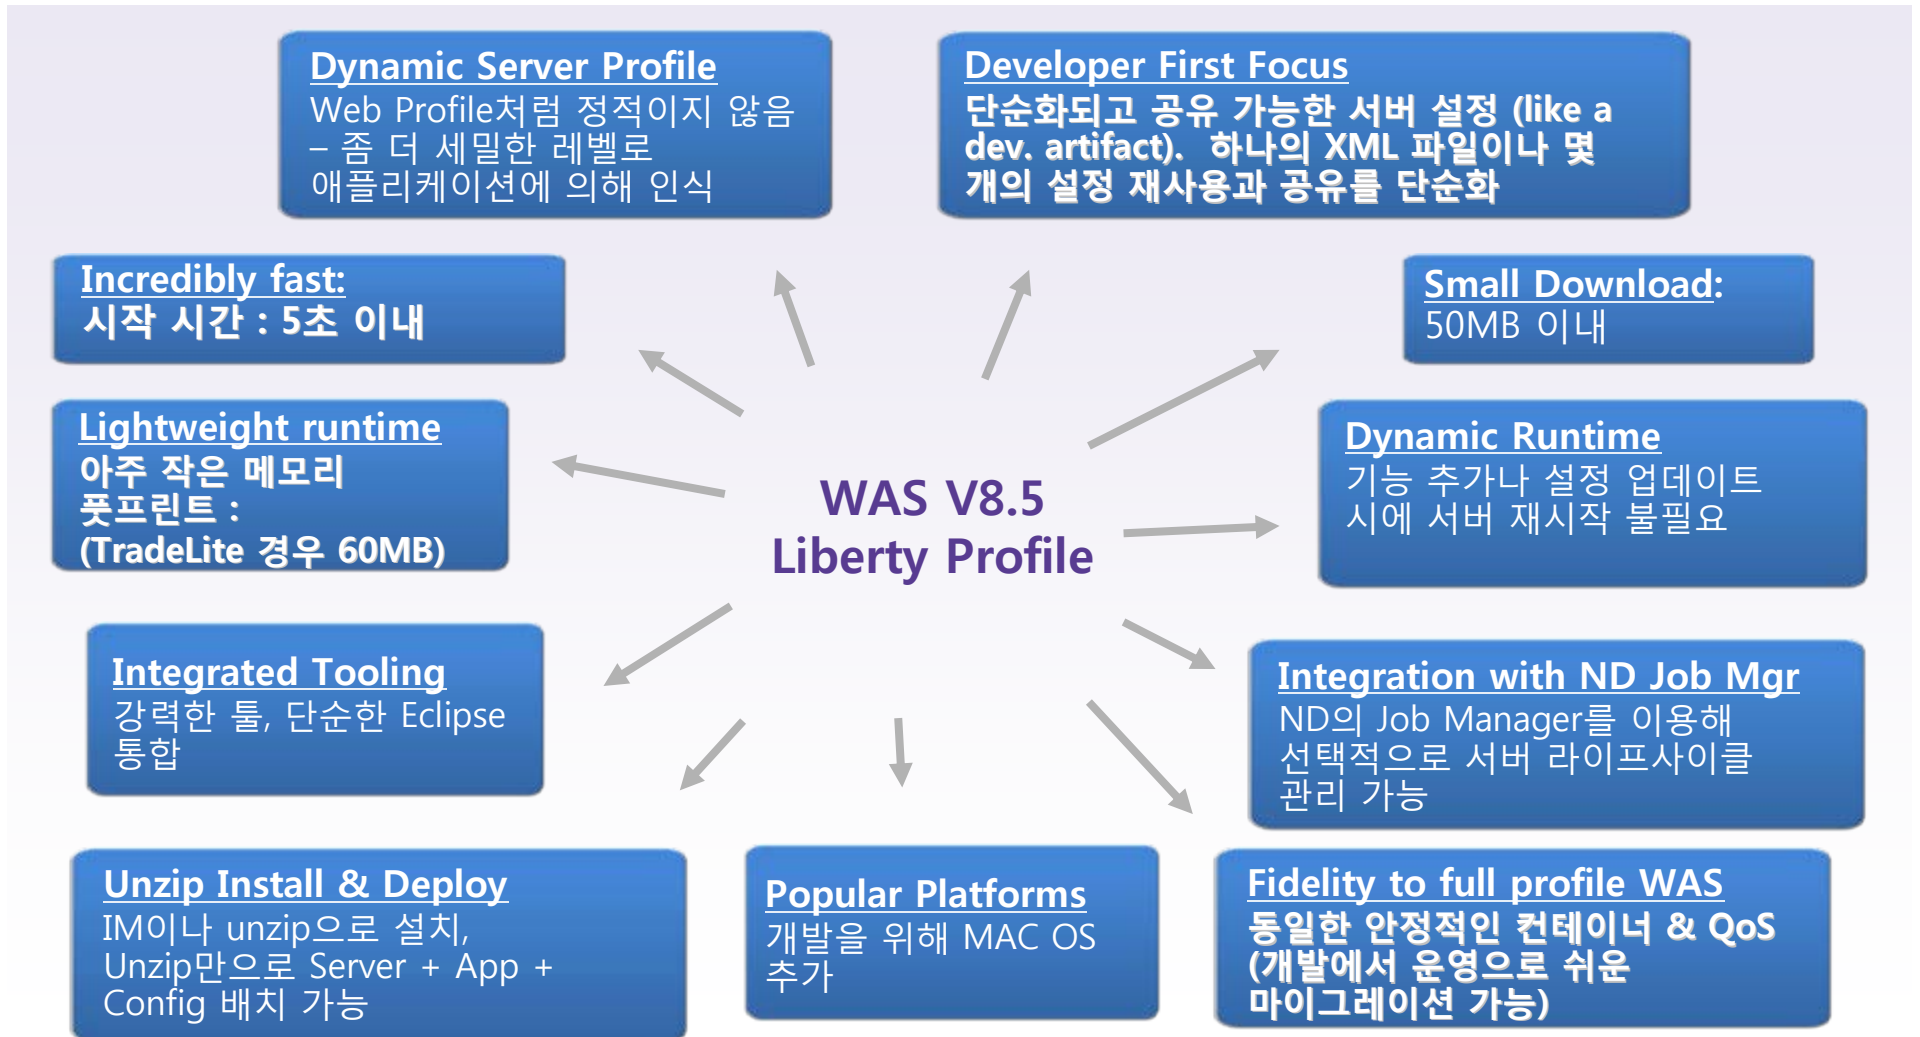 Dynamic Server Profile
Web Profile처럼 정적이지 않음
– 좀 더 세밀한 레벨로
애플리케이션에 의해 인식
Developer First Focus
단순화되고 공유 가능한 서버 설정 (like a
dev. artifact).  하나의 XML 파일이나 몇
개의 설정 재사용과 공유를 단순화
Incredibly fast:
시작 시간 : 5초 이내
Small Download:
50MB 이내
Lightweight runtime
아주 작은 메모리
풋프린트 :
(TradeLite 경우 60MB)
Dynamic Runtime
기능 추가나 설정 업데이트
시에 서버 재시작 불필요
WAS V8.5
Liberty Profile
Integrated Tooling
강력한 툴, 단순한 Eclipse
통합
Integration with ND Job Mgr
ND의 Job Manager를 이용해
선택적으로 서버 라이프사이클
관리 가능
Unzip Install & Deploy
IM이나 unzip으로 설치,
Unzip만으로 Server + App +
Config 배치 가능
Popular Platforms
개발을 위해 MAC OS
추가
Fidelity to full profile WAS
동일한 안정적인 컨테이너 & QoS
(개발에서 운영으로 쉬운
마이그레이션 가능)